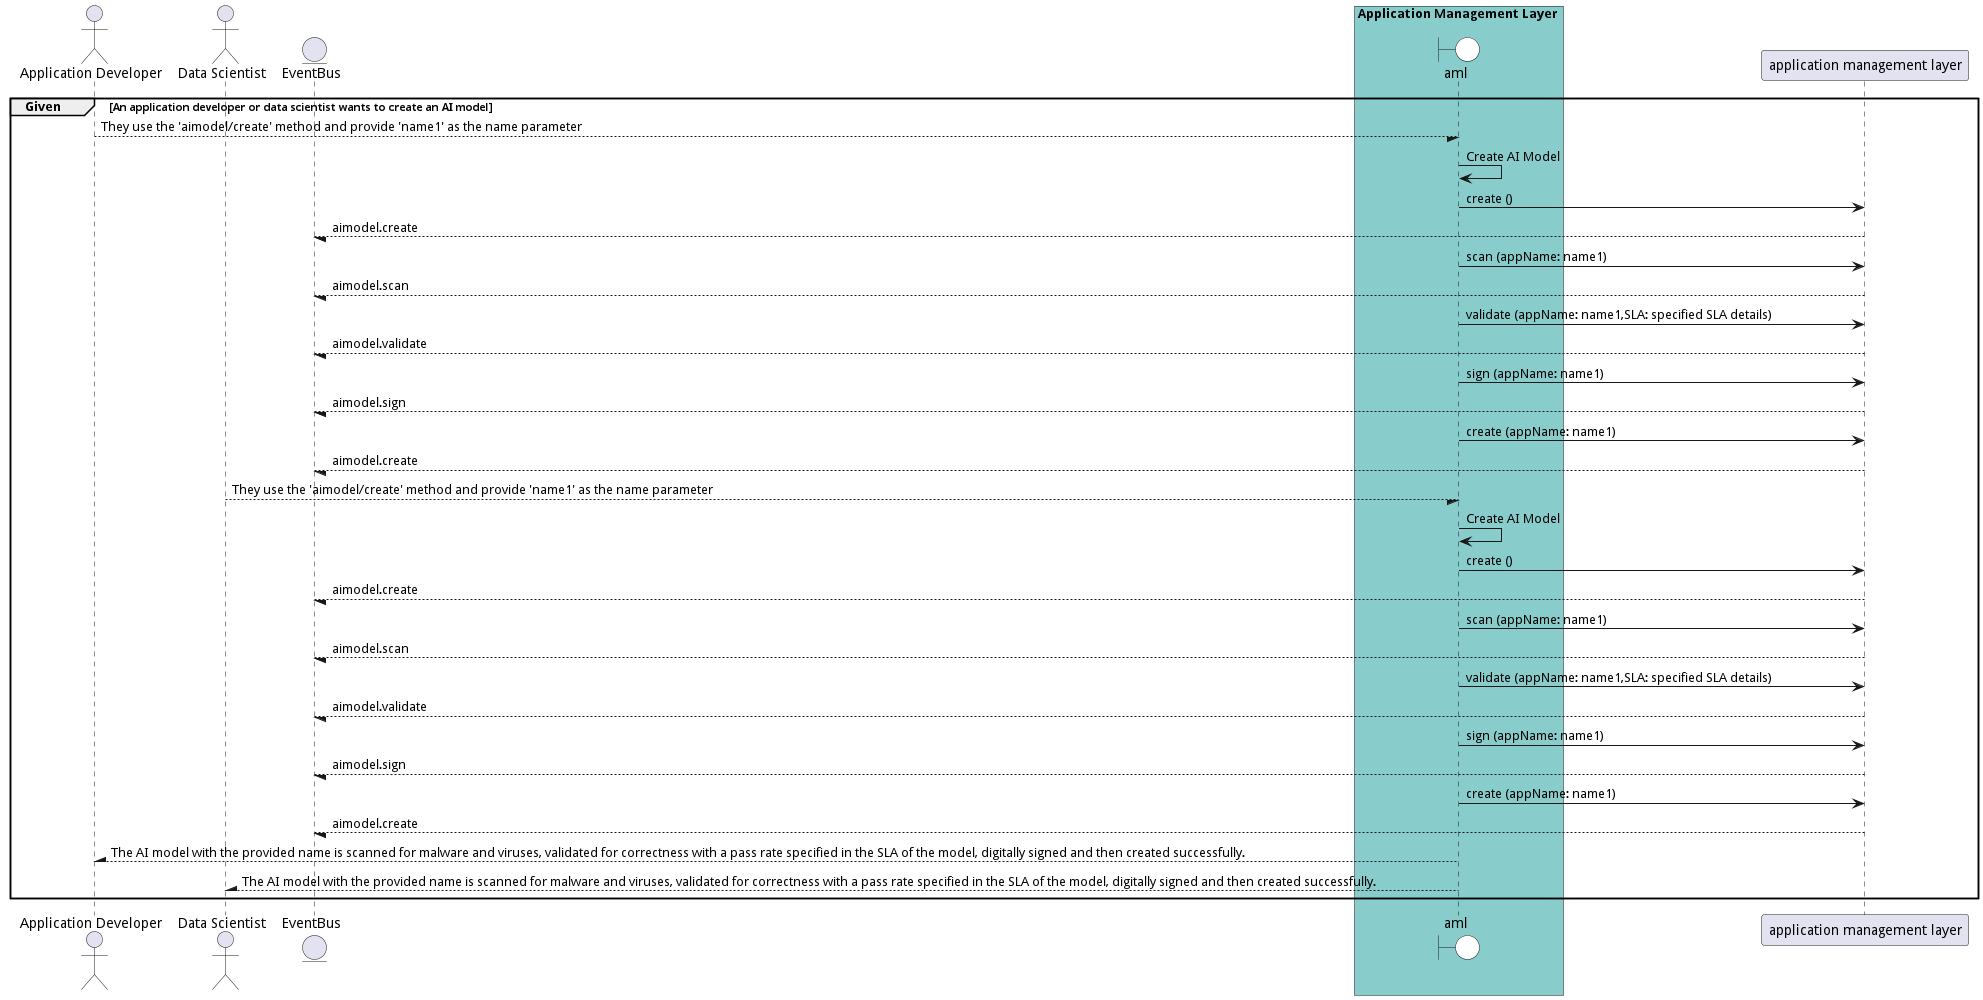 Application Management Layer
Application Developer
Data Scientist
EventBus
aml
application management layer
Given
[An application developer or data scientist wants to create an AI model]
They use the 'aimodel/create' method and provide 'name1' as the name parameter
Create AI Model
create ()
aimodel.create
scan (appName: name1)
aimodel.scan
validate (appName: name1,SLA: specified SLA details)
aimodel.validate
sign (appName: name1)
aimodel.sign
create (appName: name1)
aimodel.create
They use the 'aimodel/create' method and provide 'name1' as the name parameter
Create AI Model
create ()
aimodel.create
scan (appName: name1)
aimodel.scan
validate (appName: name1,SLA: specified SLA details)
aimodel.validate
sign (appName: name1)
aimodel.sign
create (appName: name1)
aimodel.create
The AI model with the provided name is scanned for malware and viruses, validated for correctness with a pass rate specified in the SLA of the model, digitally signed and then created successfully.
The AI model with the provided name is scanned for malware and viruses, validated for correctness with a pass rate specified in the SLA of the model, digitally signed and then created successfully.
Application Developer
Data Scientist
EventBus
aml
application management layer